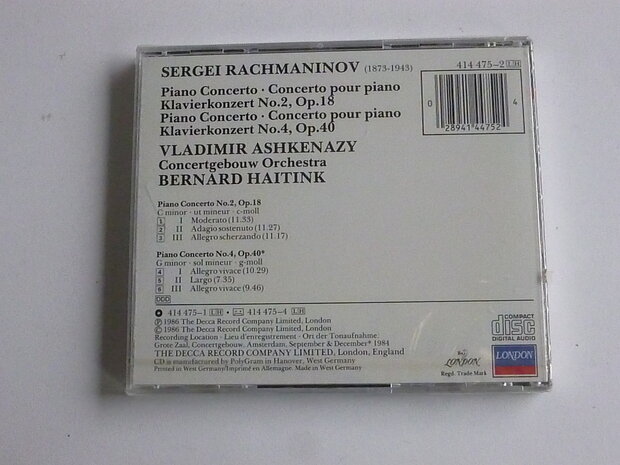 SERGEI RACHMANINOV (1873-1943)
414 475-2 LH
Piano Concerto · Concerto pour piano
Klavierkonzert No.2, Op.18
Piano Concerto · Concerto pour piano
Klavierkonzert No.4, Op.40
0 28941 44752 4
VLADIMIR ASHKENAZY
Concertgebouw Orchestra
BERNARD HAITINK
Piano Concerto No.2, Op.18
C minor · ut mineur · c-moll
1 I Moderato (11.33)
2 II Adagio sostenuto (11.27)
3 III Allegro scherzando (11.17)
Piano Concerto No.4, Op.40*
G minor · sol mineur · g-moll
4 I Allegro vivace (10.29)
5 II Largo (7.35)
6 III Allegro vivace (9.46)
DDD
414 475-1 LH · 414 475-4 LH
℗ 1986 The Decca Record Company Limited, London
© 1986 The Decca Record Company Limited, London
Recording Location · Lieu d'enregistrement · Ort der Tonaufnahme.
Grote Zaal, Concertgebouw, Amsterdam, September & December* 1984
THE DECCA RECORD COMPANY LIMITED, London, England
CD is manufactured by PolyGram in Hanover, West Germany
Printed in West Germany/Imprimé en Allemagne. Made in West Germany
COMPACT
disc
DIGITAL AUDIO
LONDON
Regd. Trade Mark
LONDON